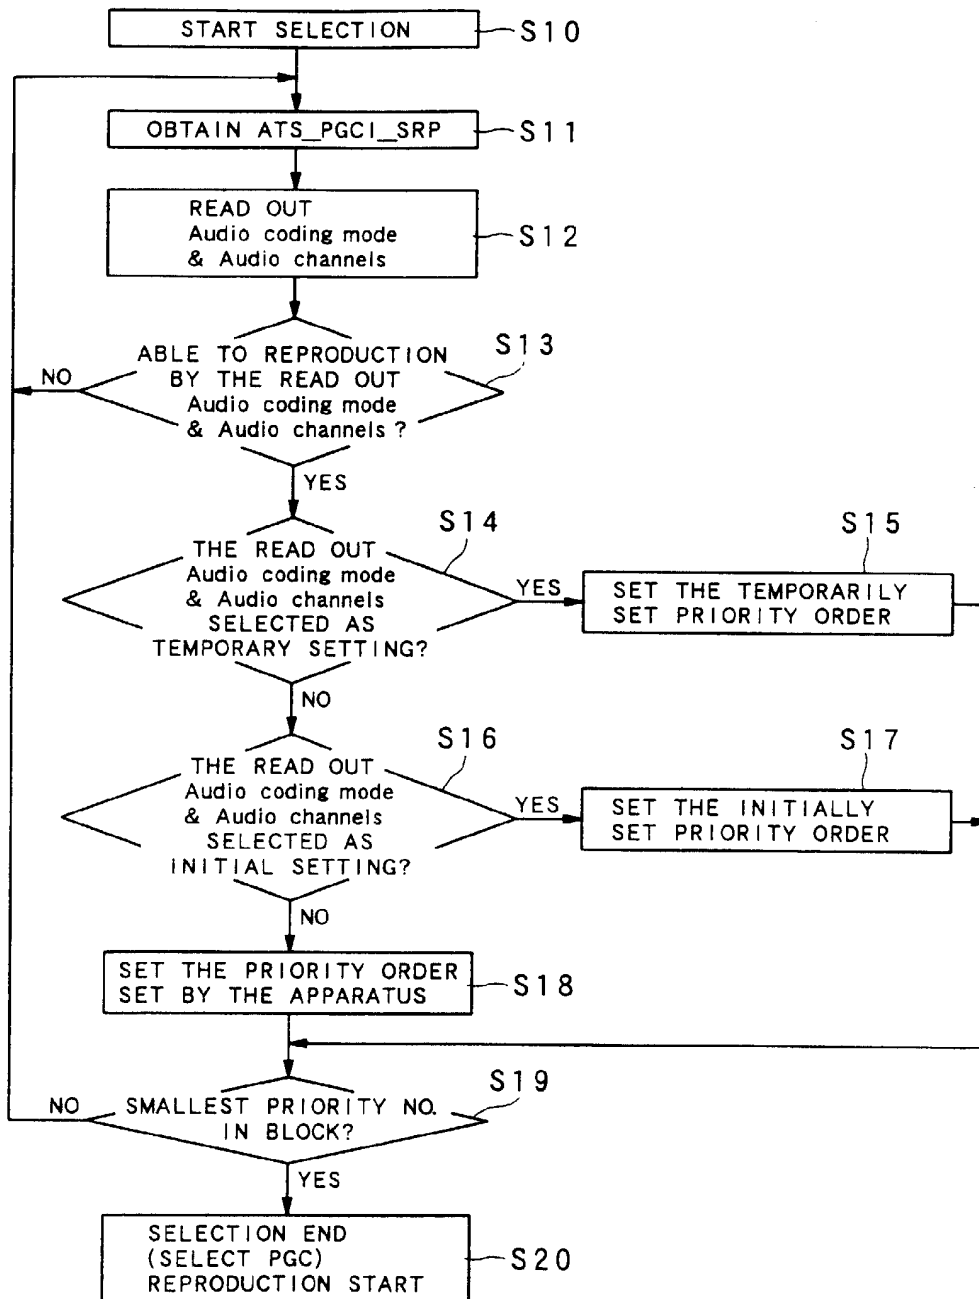 START SELECTION
S10
OBTAIN ATS_PGCI_SRP
S11
READ OUT
Audio coding mode
& Audio channels
S12
ABLE TO REPRODUCTION
BY THE READ OUT
Audio coding mode
& Audio channels ?
S13
NO
YES
THE READ OUT
Audio coding mode
& Audio channels
SELECTED AS
TEMPORARY SETTING?
S14
YES
SET THE TEMPORARILY
SET PRIORITY ORDER
S15
NO
THE READ OUT
Audio coding mode
& Audio channels
SELECTED AS
INITIAL SETTING?
S16
YES
SET THE INITIALLY
SET PRIORITY ORDER
S17
NO
SET THE PRIORITY ORDER
SET BY THE APPARATUS
S18
SMALLEST PRIORITY NO.
IN BLOCK?
S19
NO
YES
SELECTION END
(SELECT PGC)
REPRODUCTION START
S20